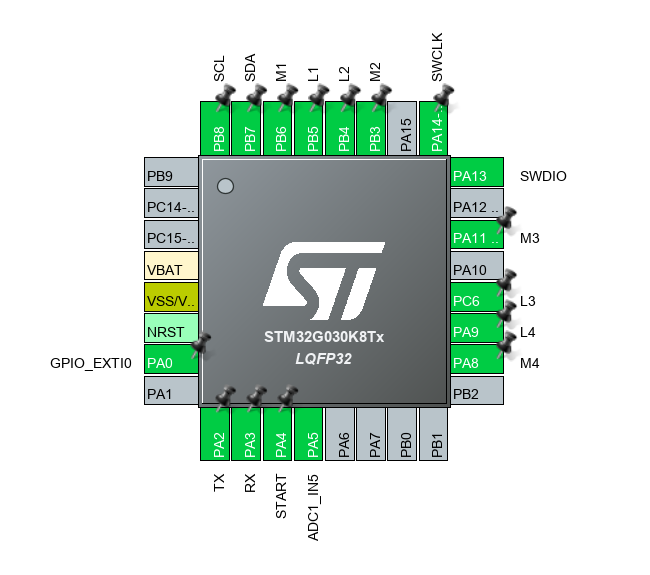 SCL
SDA
M1
L1
L2
M2
SWCLK
PB8
PB7
PB6
PB5
PB4
PB3
PA15
PA14-..
PB9
PC14-..
PC15-..
VBAT
VSS/V..
NRST
GPIO_EXTI0 PA0
PA1
PA13 SWDIO
PA12 ..
PA11 .. M3
PA10
PC6 L3
PA9 L4
PA8 M4
PB2
ST
STM32G030K8Tx
LQFP32
PA2
PA3
PA4
PA5
PA6
PA7
PB0
PB1
TX
RX
START
ADC1_IN5